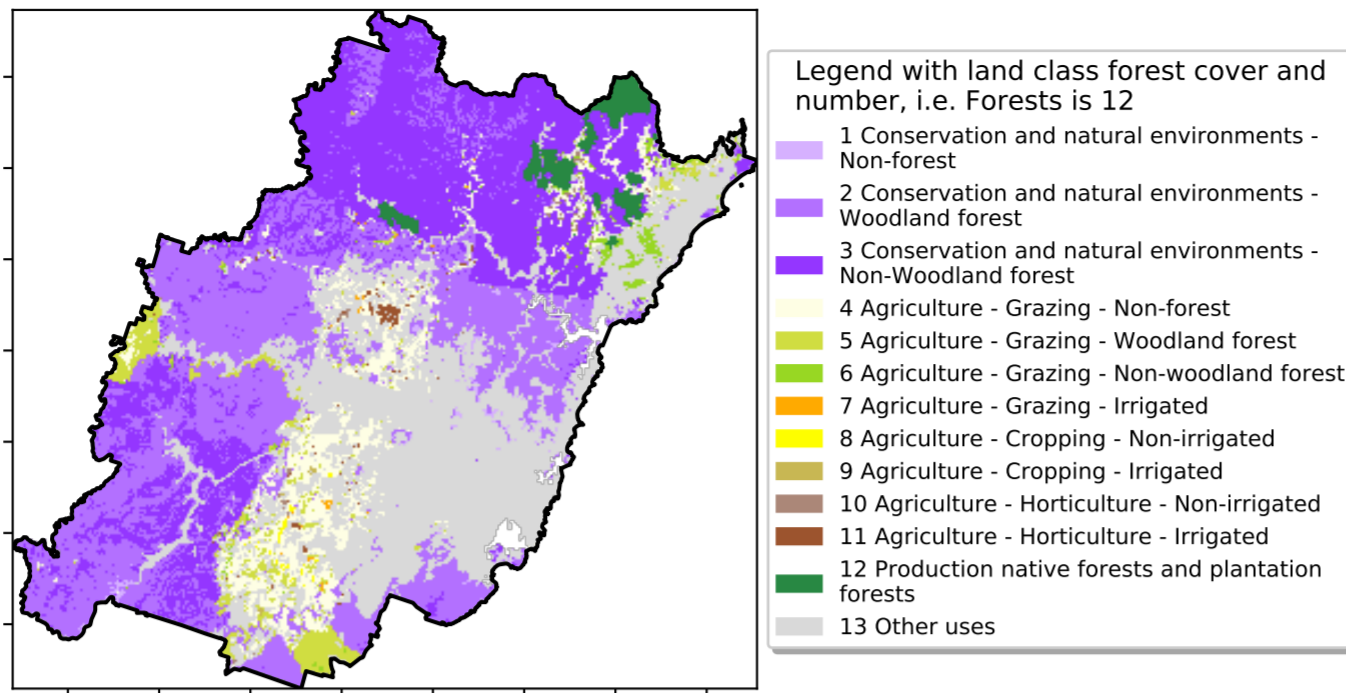 Legend with land class forest cover and
number, i.e. Forests is 12
1 Conservation and natural environments -
Non-forest
2 Conservation and natural environments -
Woodland forest
3 Conservation and natural environments -
Non-Woodland forest
4 Agriculture - Grazing - Non-forest
5 Agriculture - Grazing - Woodland forest
6 Agriculture - Grazing - Non-woodland forest
7 Agriculture - Grazing - Irrigated
8 Agriculture - Cropping - Non-irrigated
9 Agriculture - Cropping - Irrigated
10 Agriculture - Horticulture - Non-irrigated
11 Agriculture - Horticulture - Irrigated
12 Production native forests and plantation
forests
13 Other uses